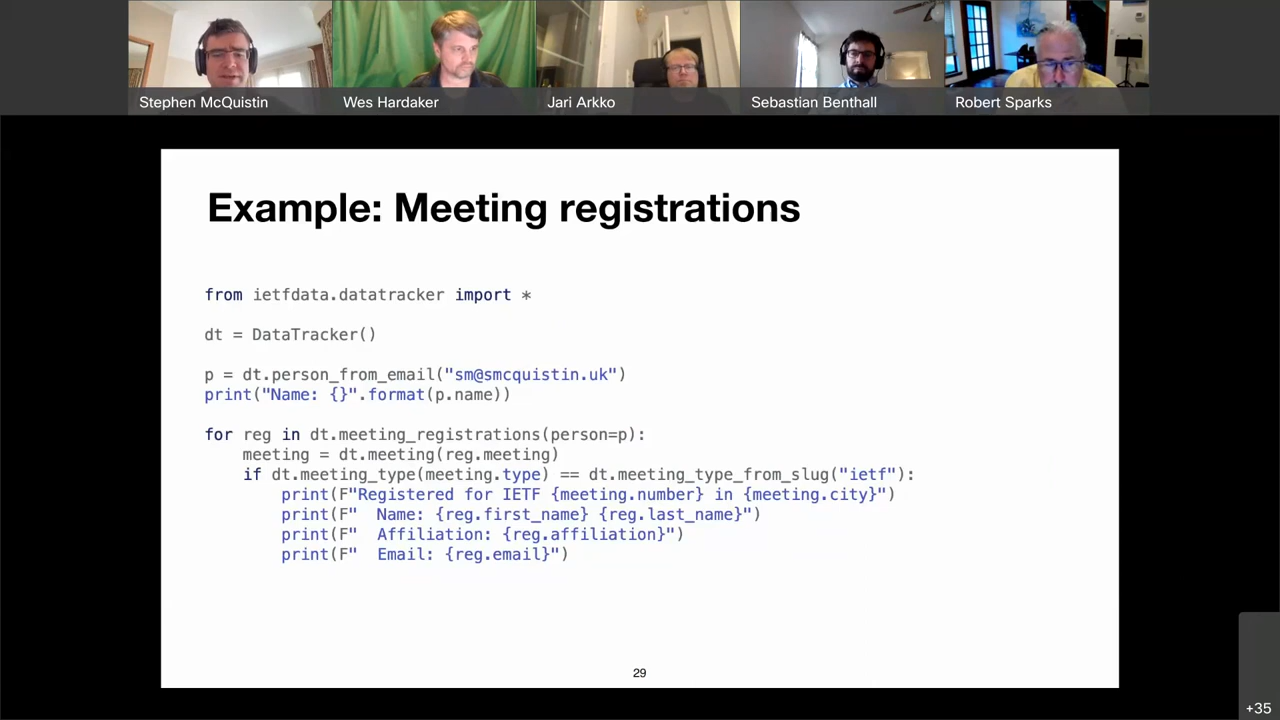 Stephen McQuistin
Wes Hardaker
Jari Arkko
Sebastian Benthall
Robert Sparks
Example: Meeting registrations
from ietfdata.datatracker import *
dt = DataTracker()
p = dt.person_from_email("sm@smcquistin.uk")
print("Name: {}".format(p.name))
for reg in dt.meeting_registrations(person=p):
    meeting = dt.meeting(reg.meeting)
    if dt.meeting_type(meeting.type) == dt.meeting_type_from_slug("ietf"):
        print(F"Registered for IETF {meeting.number} in {meeting.city}")
        print(F"  Name: {reg.first_name} {reg.last_name}")
        print(F"  Affiliation: {reg.affiliation}")
        print(F"  Email: {reg.email}")
29
+35